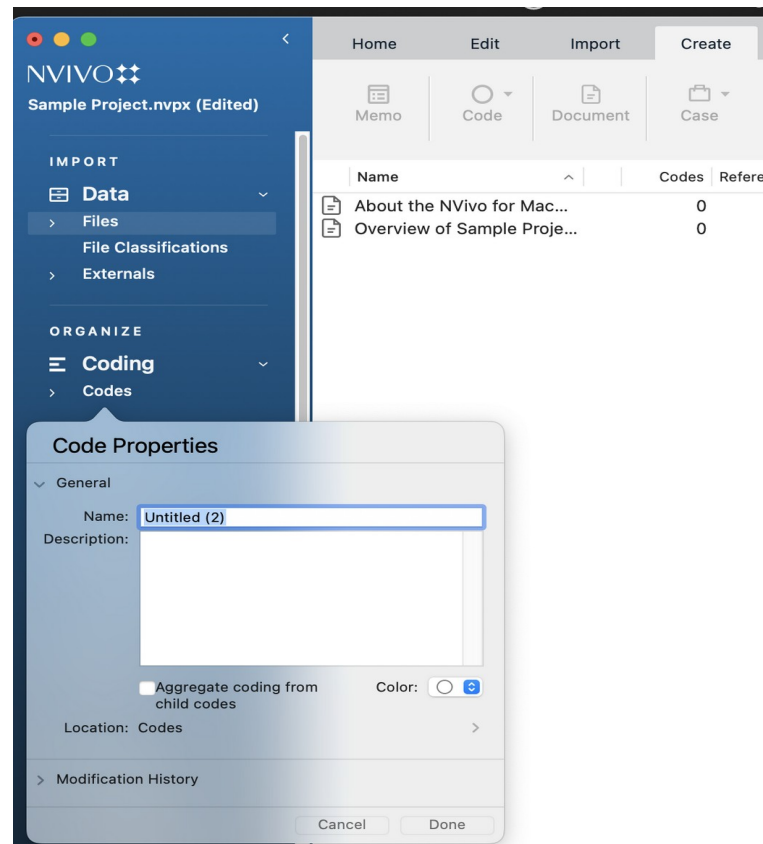 Home Edit Import Create
NVIVO
Sample Project.nvpx (Edited)
Memo Code Document Case
IMPORT
Data
Files
File Classifications
Externals
ORGANIZE
Coding
Codes
Name Codes Refere
About the NVivo for Mac... 0
Overview of Sample Proje... 0
Code Properties
General
Name: Untitled (2)
Description:
Aggregate coding from
child codes
Color:
Location: Codes
Modification History
Cancel Done